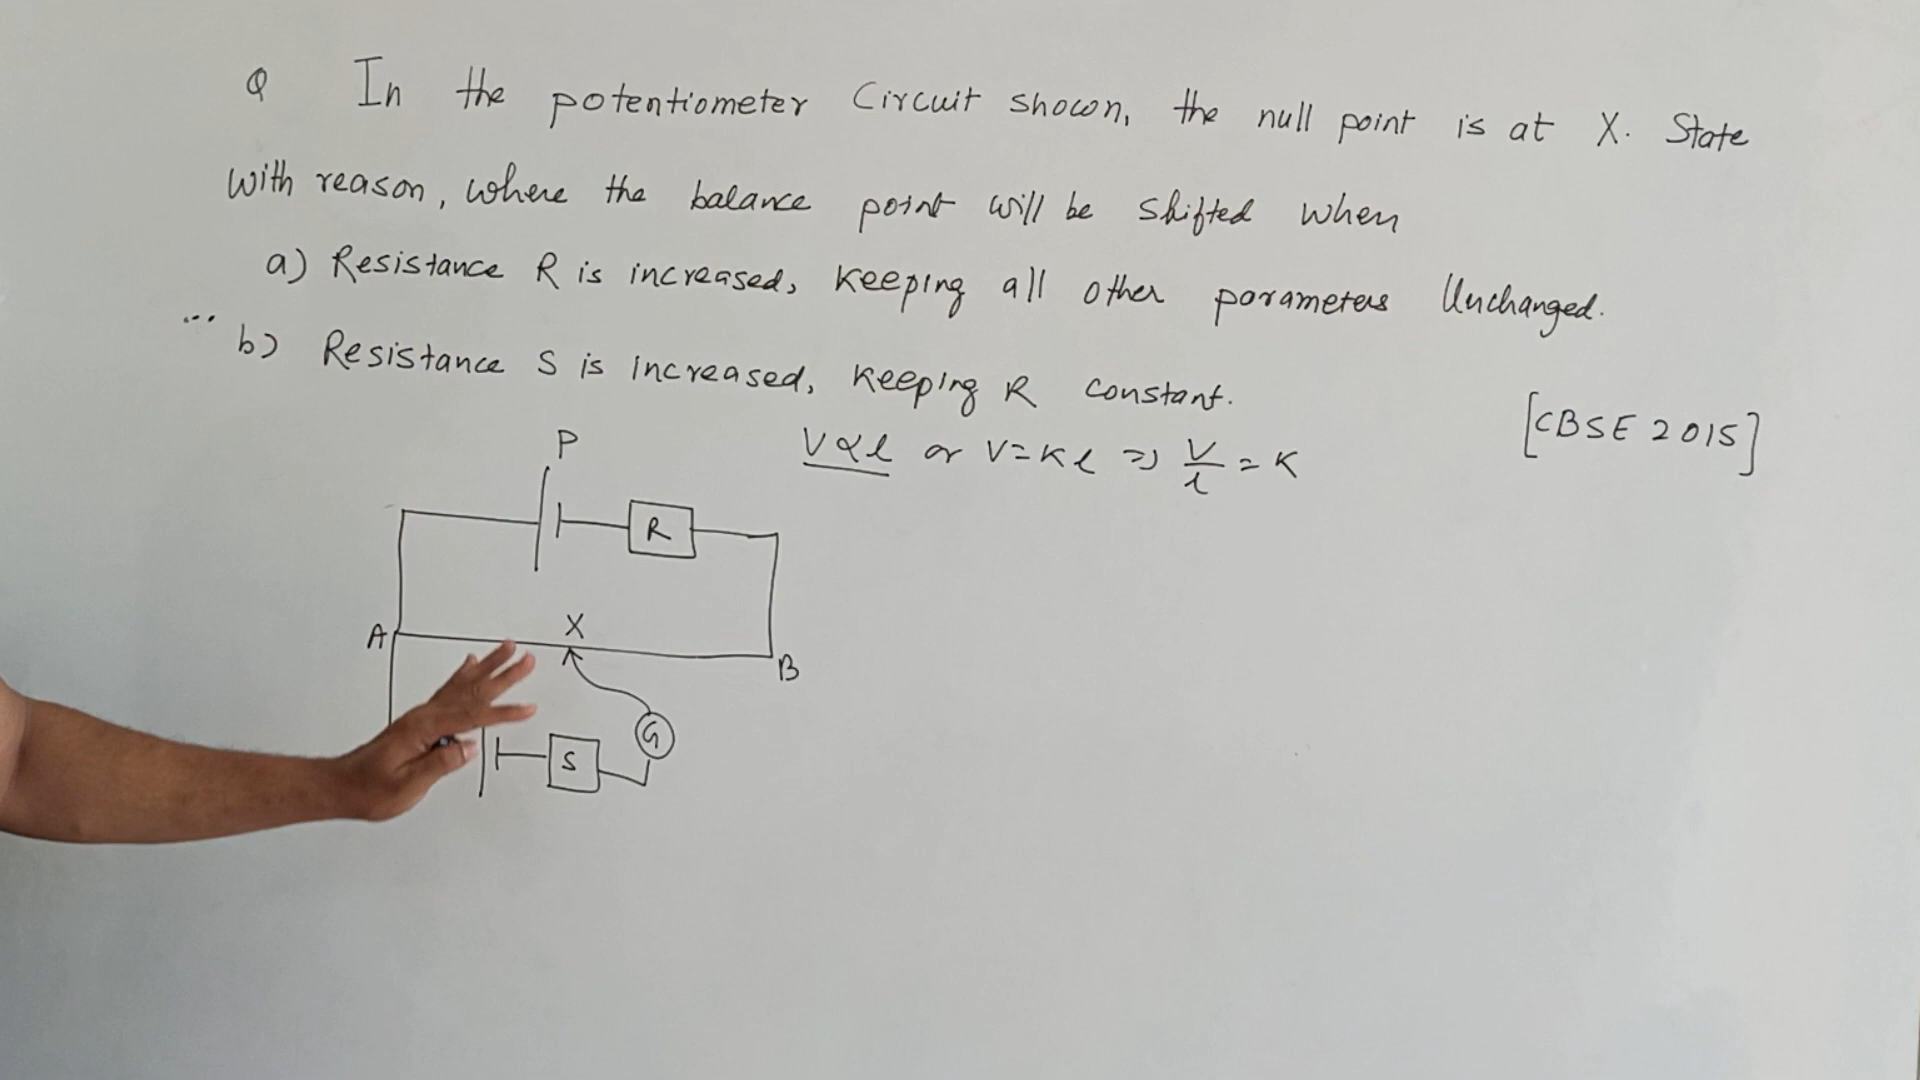 Q In the potentiometer Circuit shown, the null point is at X. State
with reason, where the balance point will be shifted when
a) Resistance R is increased, keeping all other parameters Unchanged.
b) Resistance S is increased, keeping R constant.
[CBSE 2015]
V ∝ l or V = Kl ⇒ V/l = K
P
R
X
A
B
G
S